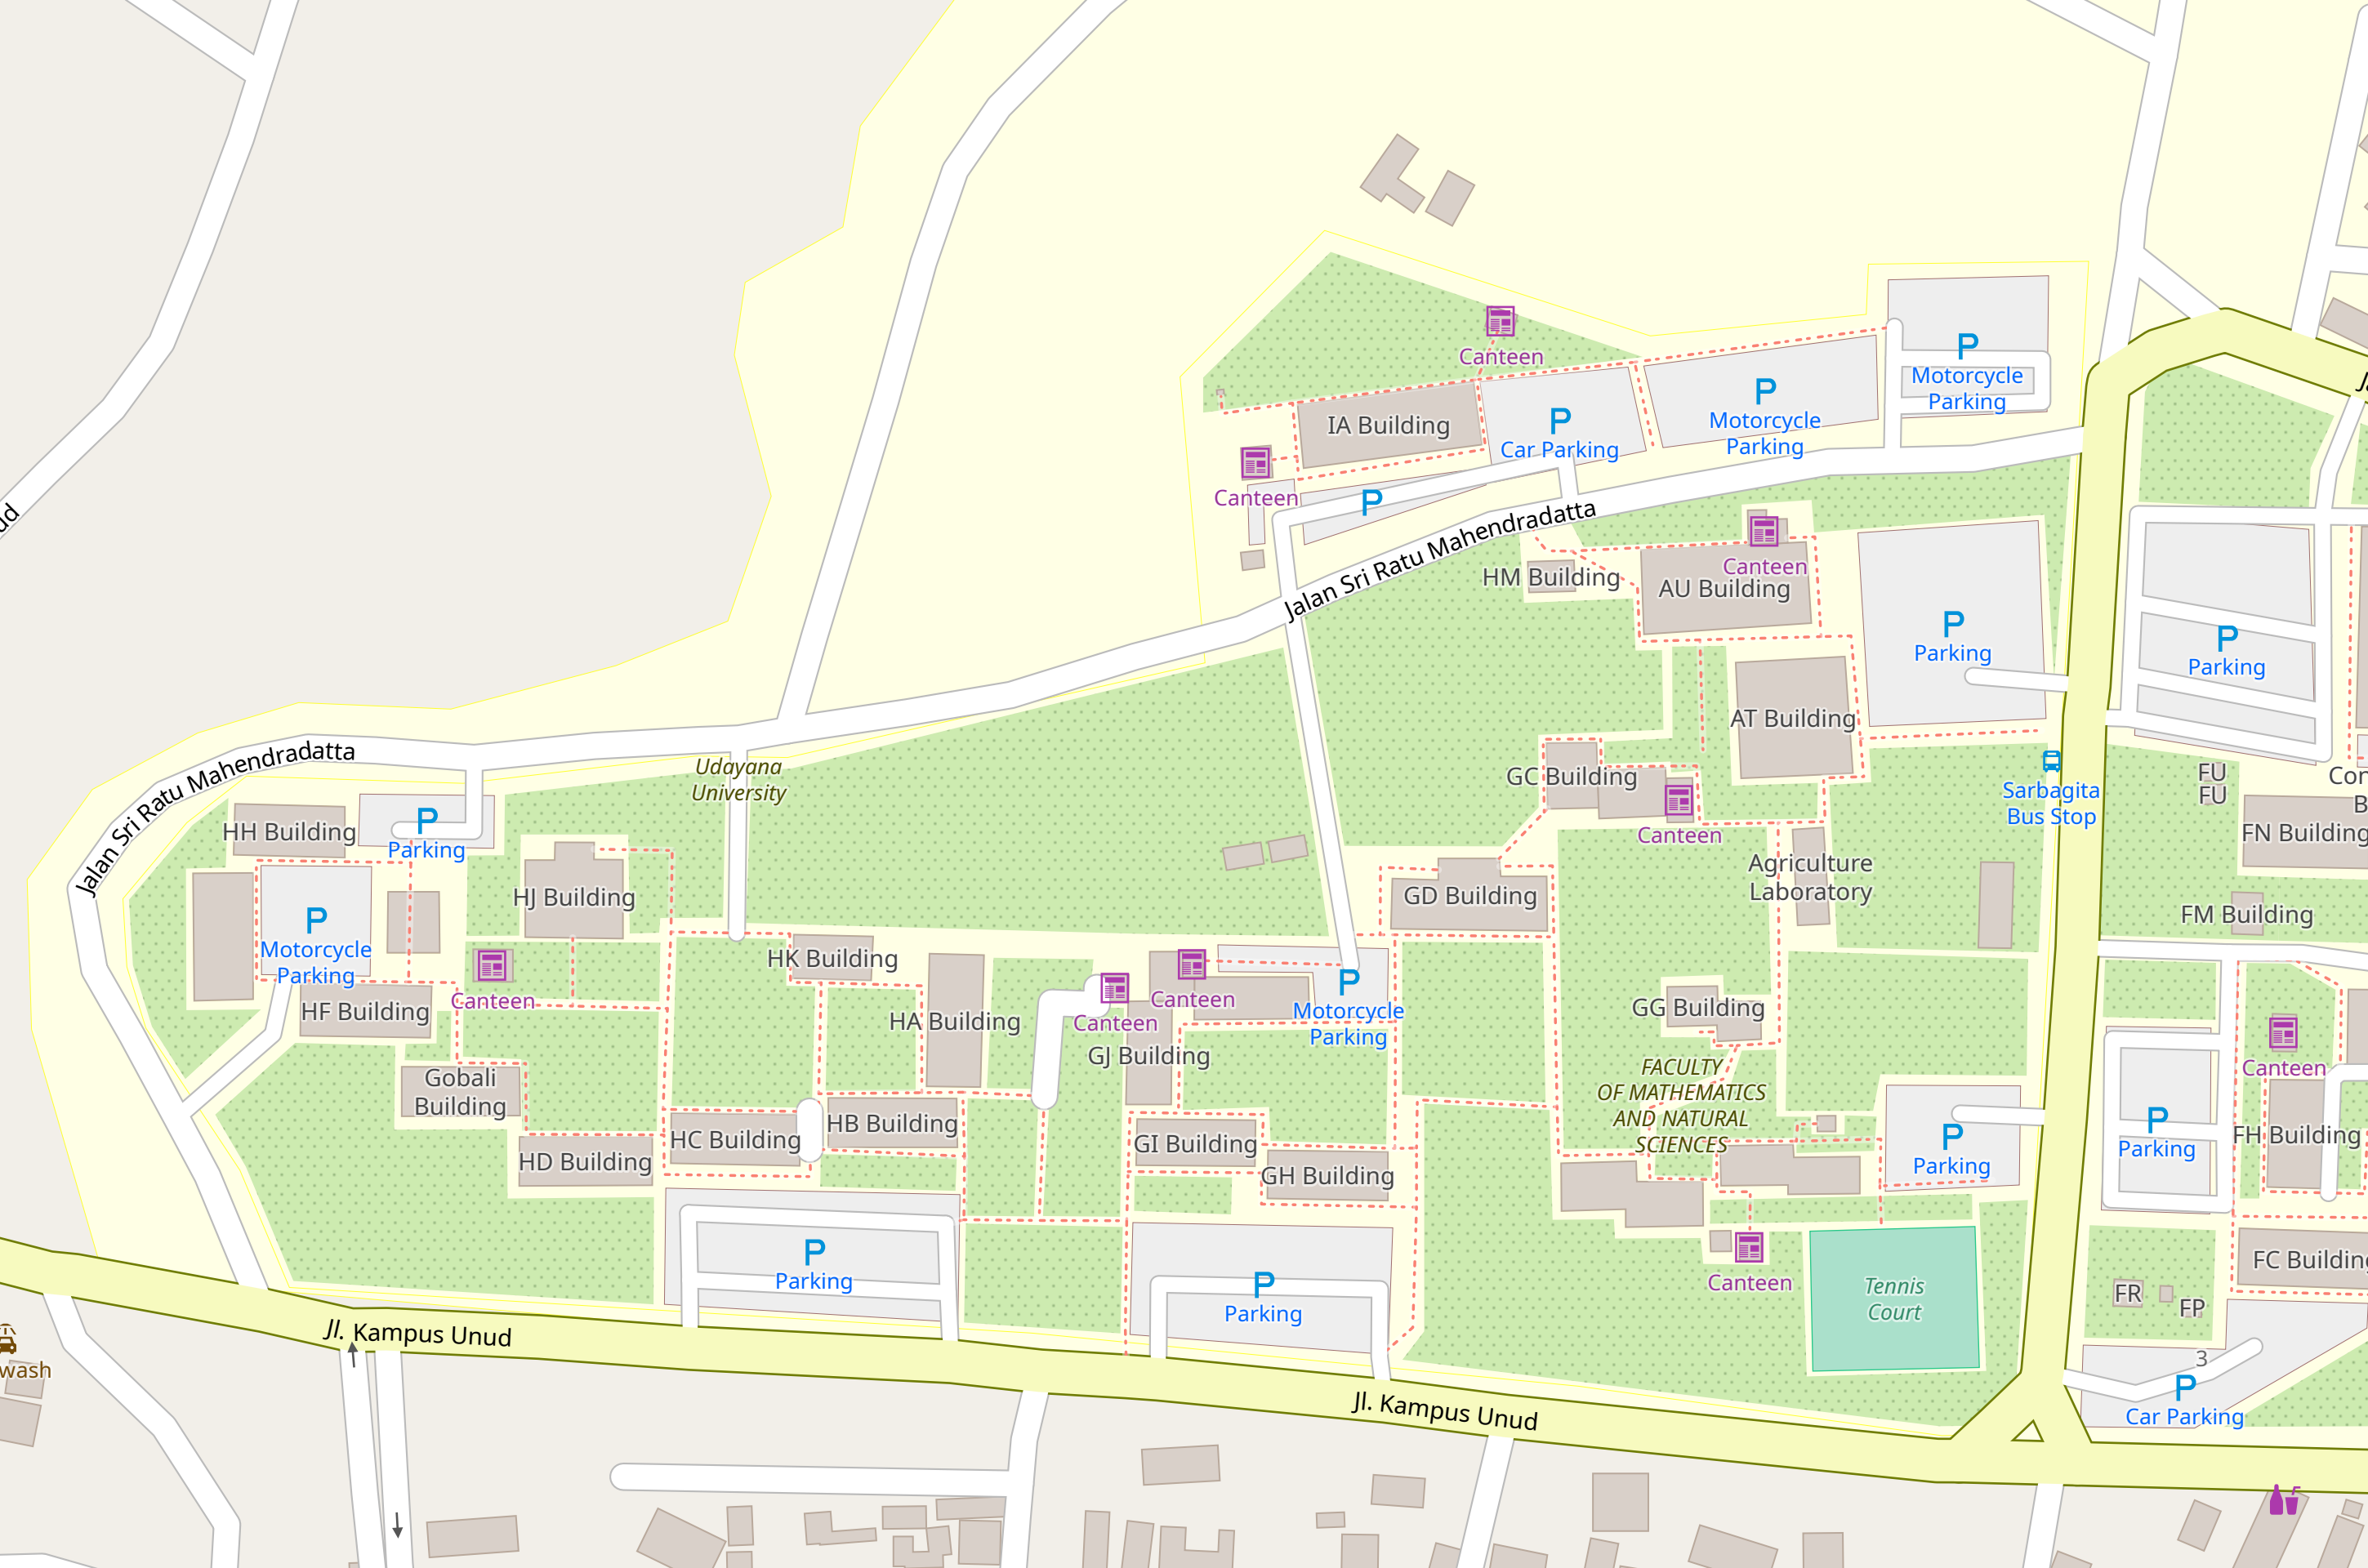 Canteen
Motorcycle
Parking
IA Building
Car Parking
Motorcycle
Parking
Canteen
Jalan Sri Ratu Mahendradatta
HM Building
Canteen
AU Building
Parking
Parking
AT Building
Jalan Sri Ratu Mahendradatta
Udayana
University
GC Building
Canteen
Sarbagita
Bus Stop
FU
FU
FN Building
HH Building
Parking
HJ Building
GD Building
Agriculture
Laboratory
FM Building
Motorcycle
Parking
HK Building
Canteen
HF Building
HA Building
Canteen
Canteen
Motorcycle
Parking
GJ Building
GG Building
Canteen
FACULTY
OF MATHEMATICS
AND NATURAL
SCIENCES
Gobali
Building
HC Building
HB Building
GI Building
HD Building
GH Building
Parking
Parking
FH Building
Parking
Parking
Canteen
Tennis
Court
FC Building
FR
FP
Jl. Kampus Unud
wash
3
Car Parking
Jl. Kampus Unud